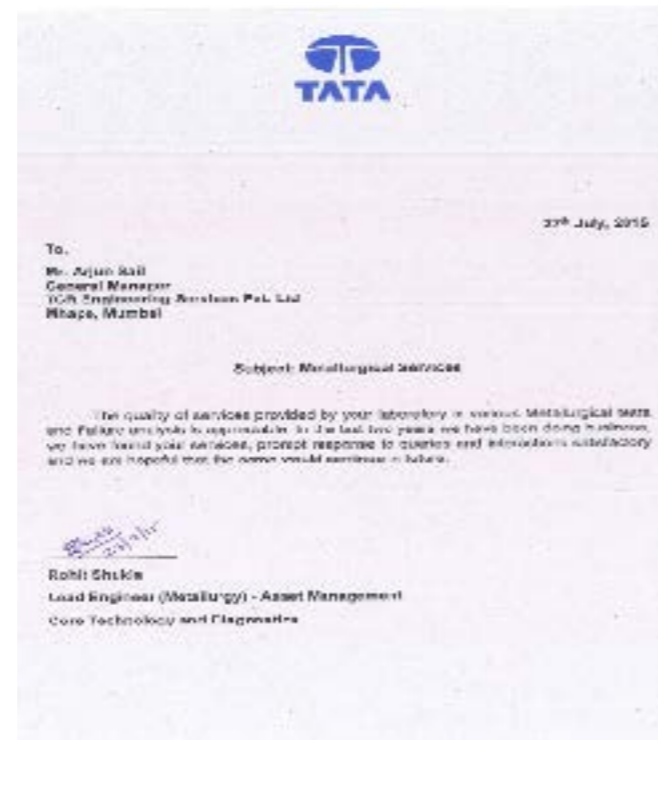 TATA
27th July, 2015
To,
Mr. Arjun Sail
General Manager
TCR Engineering Services Pvt. Ltd
Mhape, Mumbai
Subject: Metallurgical Services
The quality of services provided by your laboratory in various Metallurgical tests
and Failure analysis is appreciable. In the last two years we have been doing business,
we have found your services, prompt response to queries and interactions satisfactory
and we are hopeful that the same would continue in future.
Rohit Shukla
Lead Engineer (Metallurgy) - Asset Management
Core Technology and Diagnostics